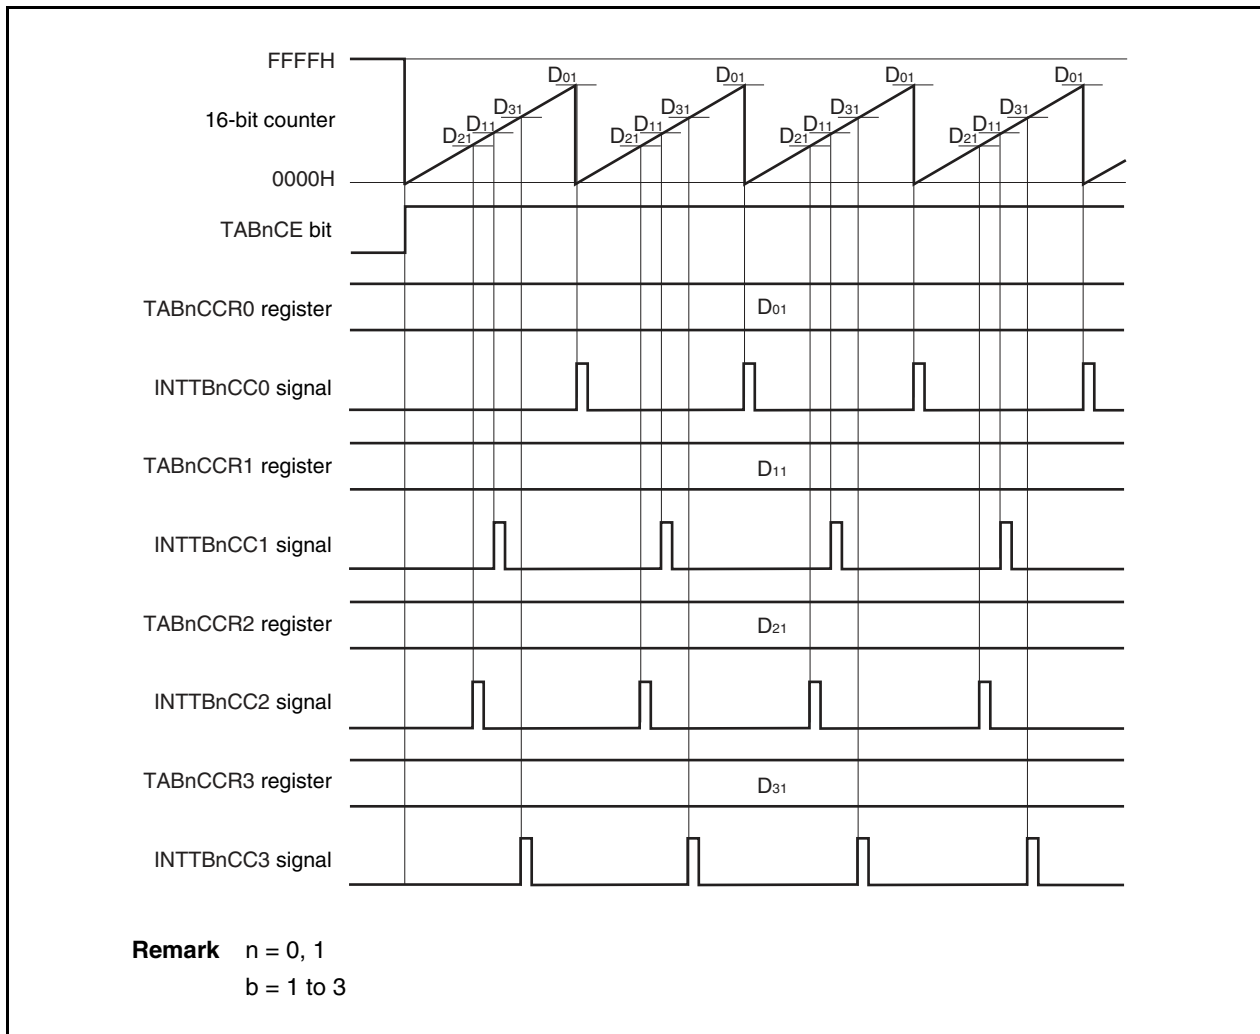 FFFFH
D01 D01 D01 D01
16-bit counter
D31 D31 D31 D31
D11 D11 D11 D11
D21 D21 D21 D21
0000H
TABnCE bit
TABnCCR0 register
D01
INTTBnCC0 signal
TABnCCR1 register
D11
INTTBnCC1 signal
TABnCCR2 register
D21
INTTBnCC2 signal
TABnCCR3 register
D31
INTTBnCC3 signal
Remark n = 0, 1
b = 1 to 3